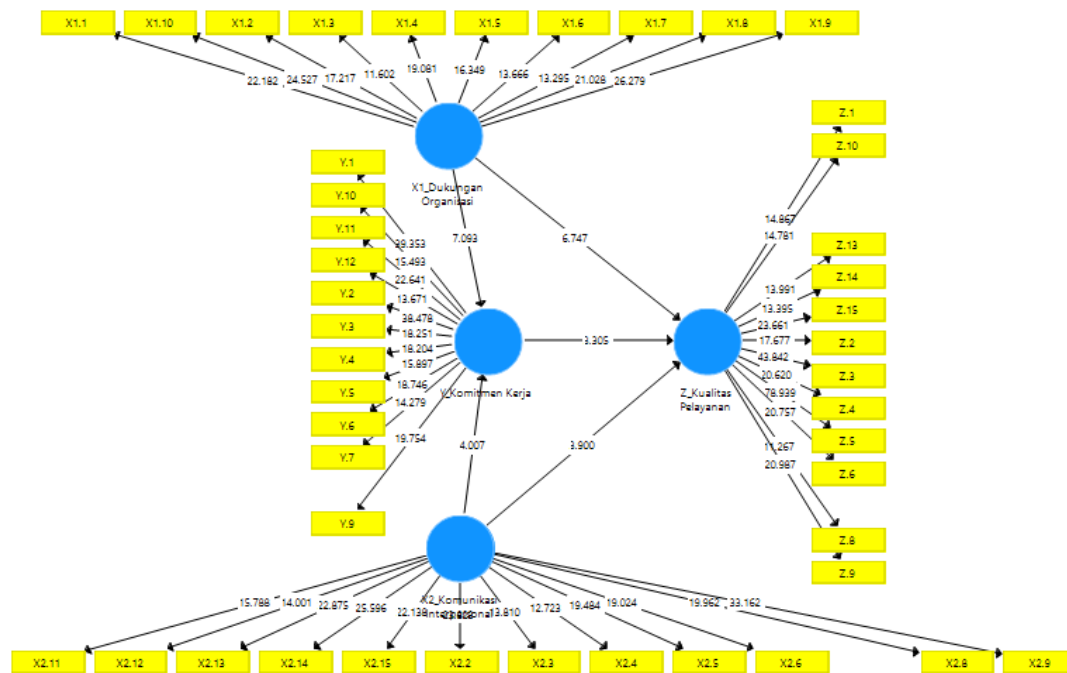 X1.1 X1.10 X1.2 X1.3 X1.4 X1.5 X1.6 X1.7 X1.8 X1.9
22.182 24.527 17.217 11.602 19.081 16.349 13.666 13.295 21.028 26.279
X1_Dukungan
Organisasi
7.093
6.747
Y.1
Y.10
Y.11
Y.12
Y.2
Y.3
Y.4
Y.5
Y.6
Y.7
Y.9
39.353
15.493
22.641
13.671
38.478
18.251
18.204
15.897
18.746
14.279
19.754
Y_Komitmen Kerja
3.305
4.007
3.900
Z_Kualitas
Pelayanan
Z.1
Z.10
Z.13
Z.14
Z.15
Z.2
Z.3
Z.4
Z.5
Z.6
Z.8
Z.9
14.867
14.781
13.991
13.395
23.661
17.677
43.842
20.620
78.939
20.757
11.267
20.987
X2_Komunikasi
15.788 14.001 22.875 25.596 22.138 13.810 12.723 19.484 19.024 19.962 33.162
X2.11 X2.12 X2.13 X2.14 X2.15 X2.2 X2.3 X2.4 X2.5 X2.6 X2.8 X2.9